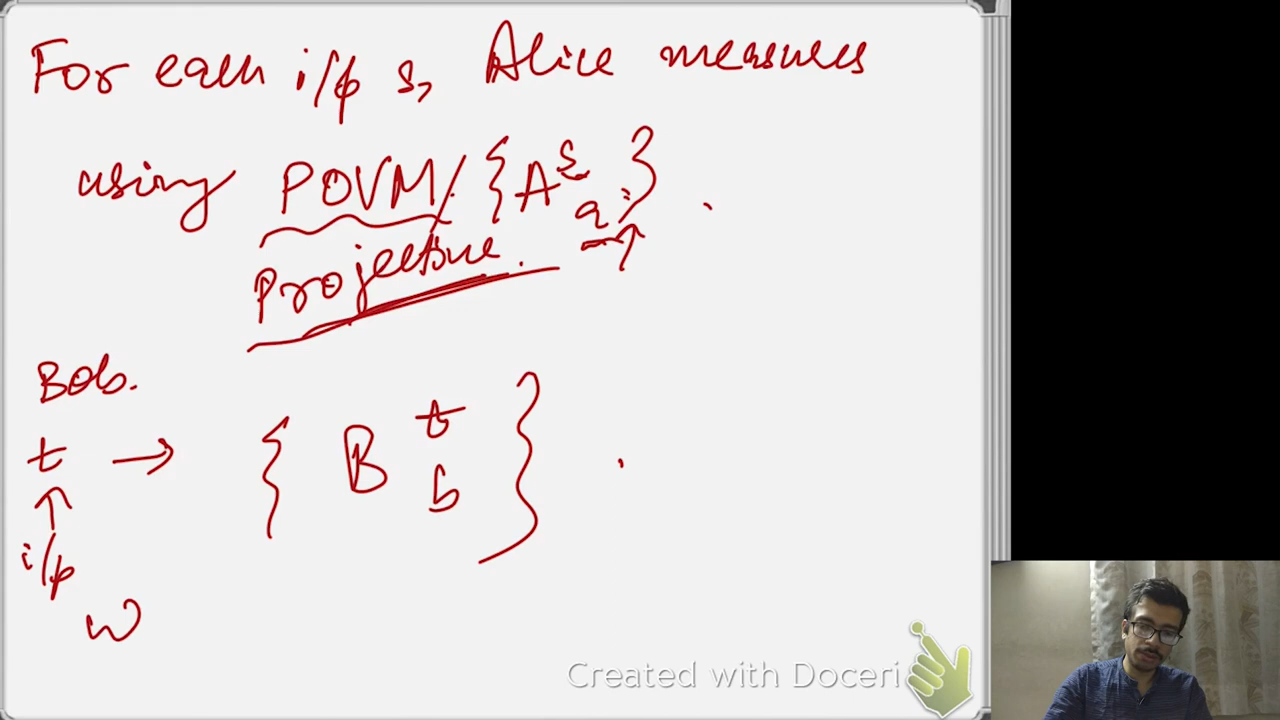 For each i/p s, Alice measures
using POVM/ {A^s_a}
Projective.
Bob.
t → { B^t_b }
↑
i/p
w
Created with Doceri